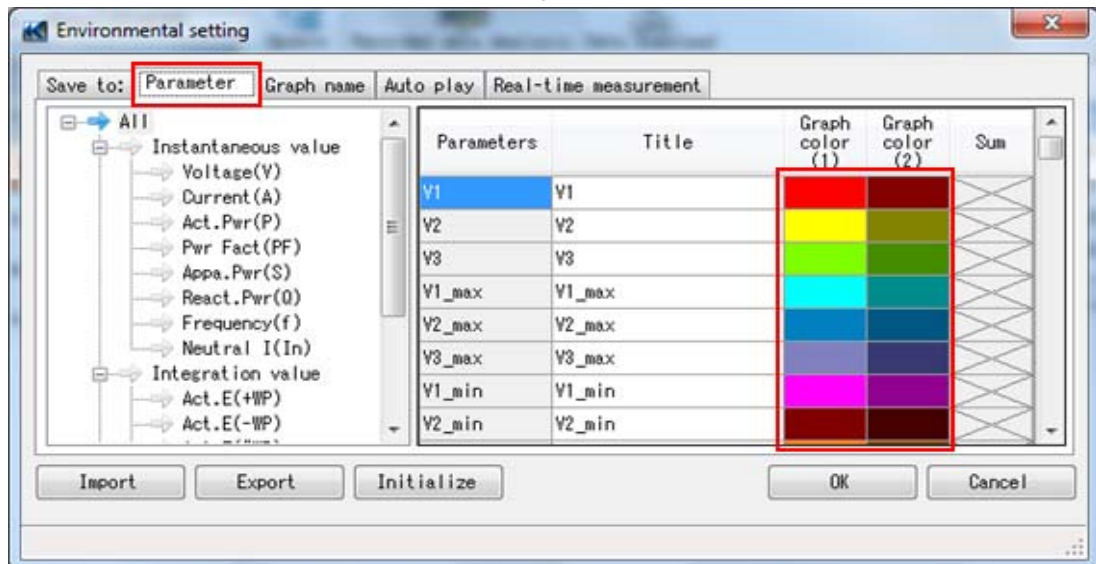 Environmental setting
Save to: Parameter Graph name Auto play Real-time measurement
All
Instantaneous value
Voltage(V)
Current(A)
Act.Pwr(P)
Pwr Fact(PF)
Appa.Pwr(S)
React.Pwr(Q)
Frequency(f)
Neutral I(In)
Integration value
Act.E(+WP)
Act.E(-WP)
Parameters Title Graph color (1) Graph color (2) Sum
V1 V1
V2 V2
V3 V3
V1_max V1_max
V2_max V2_max
V3_max V3_max
V1_min V1_min
V2_min V2_min
Import Export Initialize OK Cancel